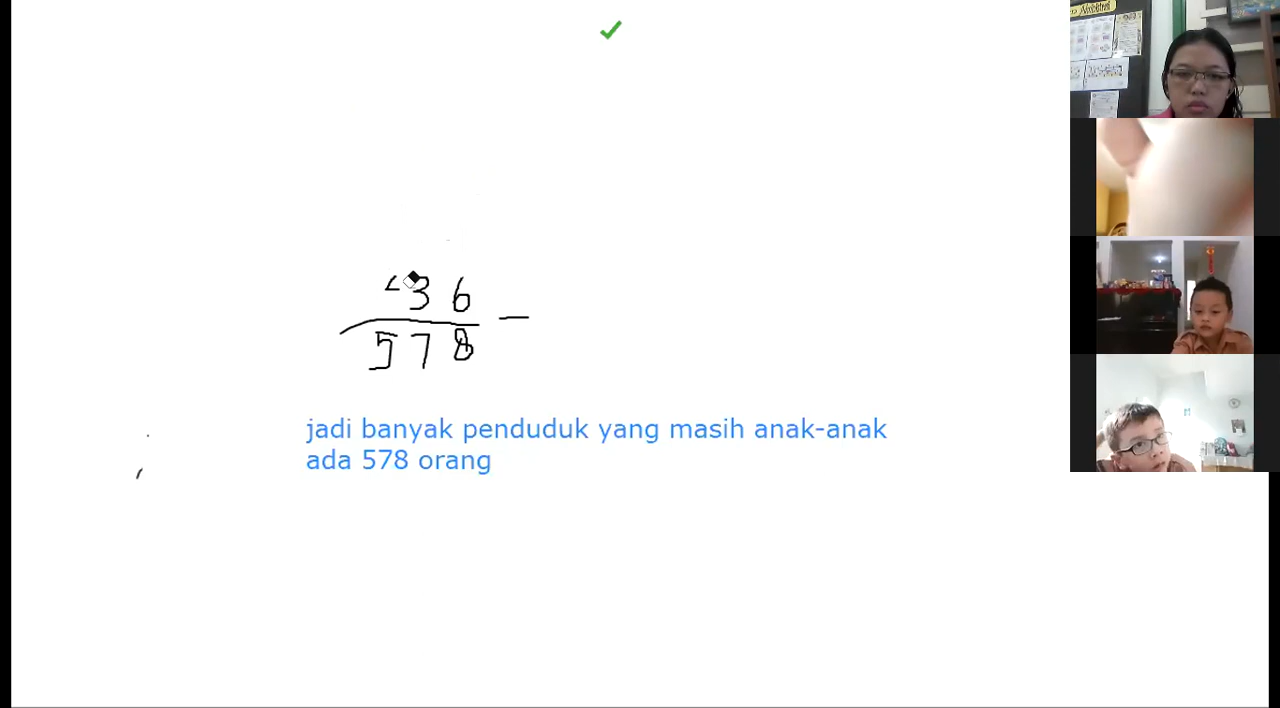 36 -
578
jadi banyak penduduk yang masih anak-anak
ada 578 orang